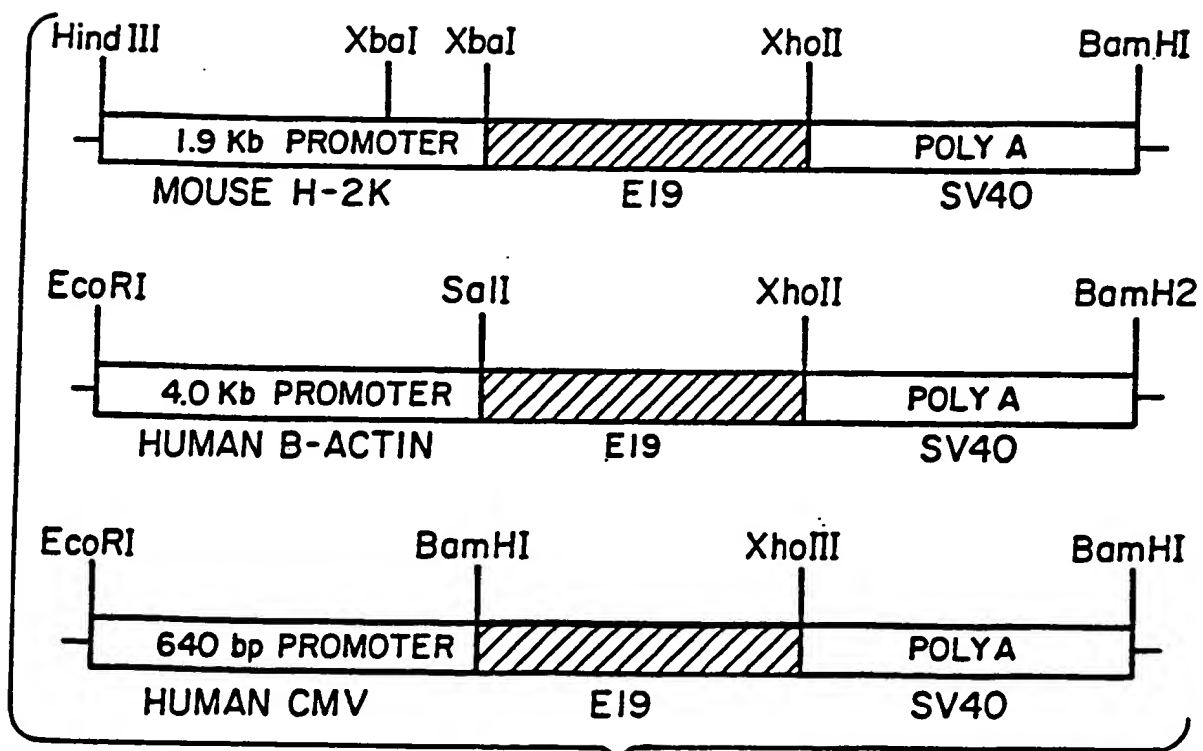 Hind III XbaI XbaI XhoII BamHI
1.9 Kb PROMOTER POLY A
MOUSE H-2K E19 SV40
EcoRI SalI XhoII BamH2
4.0 Kb PROMOTER POLY A
HUMAN B-ACTIN E19 SV40
EcoRI BamHI XhoIII BamHI
640 bp PROMOTER POLY A
HUMAN CMV E19 SV40